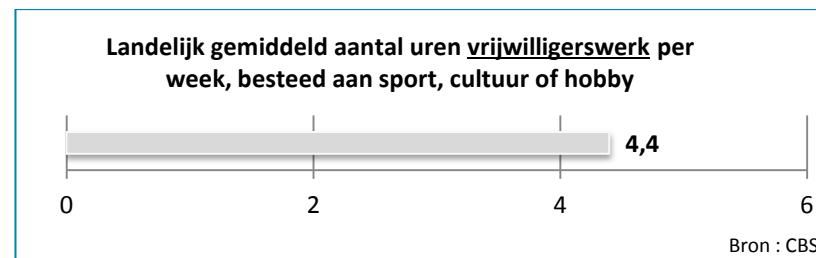 Landelijk gemiddeld aantal uren vrijwilligerswerk per
week, besteed aan sport, cultuur of hobby
4,4
0 2 4 6
Bron : CBS